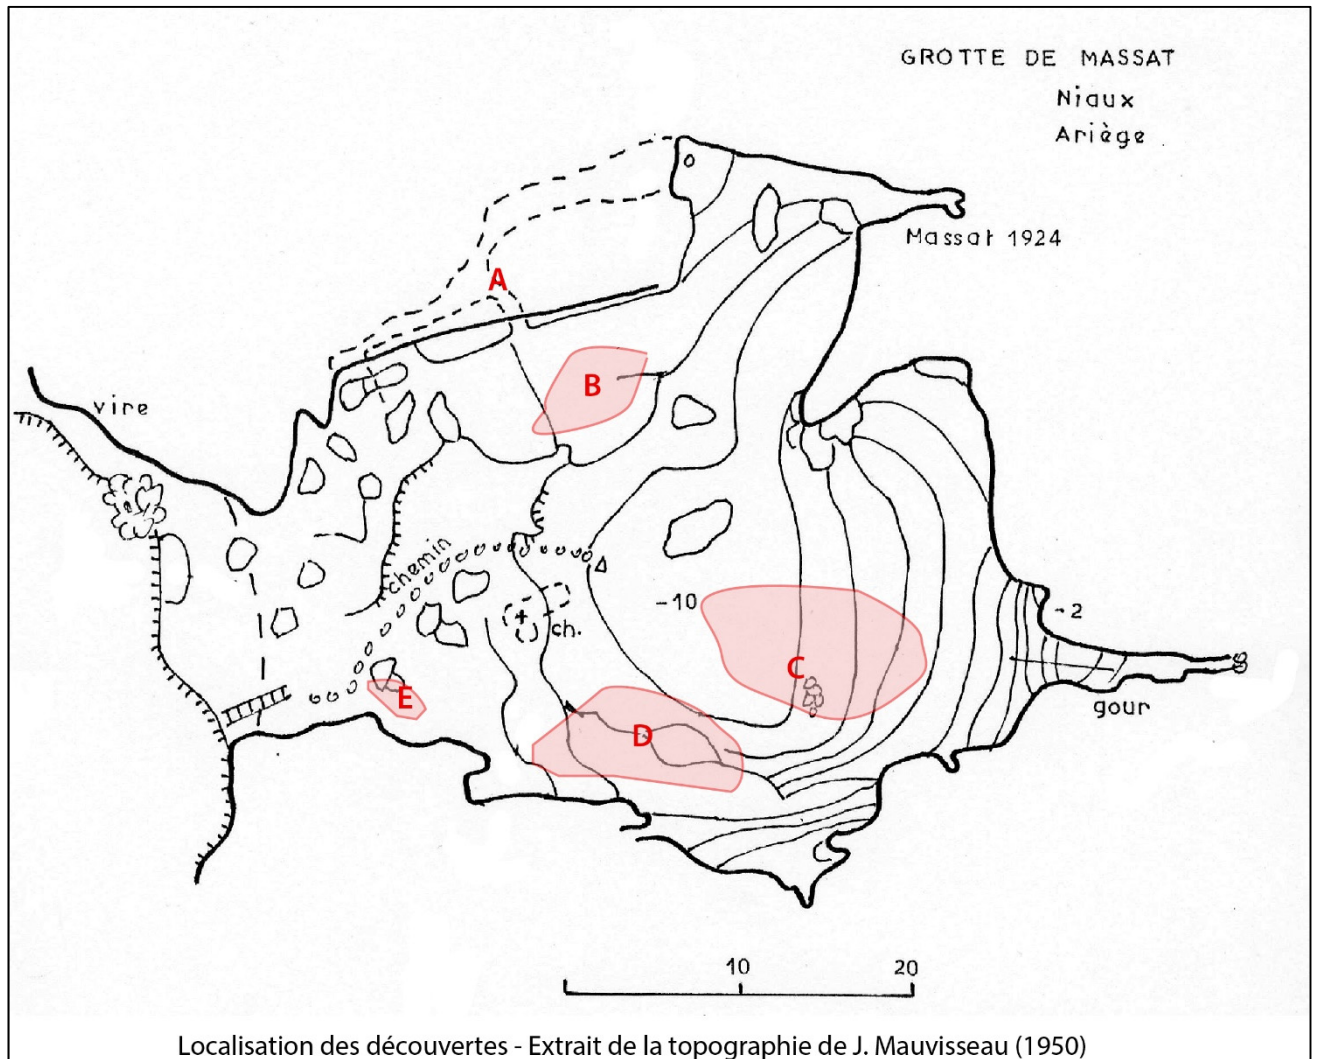 GROTTE DE MASSAT
Niaux
Ariège
Massat 1924
A
vire
B
chemin
-10
ch.
-2
C
E
gour
D
10
20
Localisation des découvertes - Extrait de la topographie de J. Mauvisseau (1950)